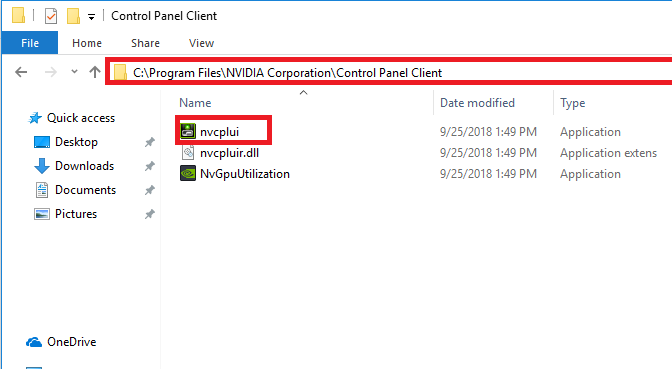 Control Panel Client
File Home Share View
C:\Program Files\NVIDIA Corporation\Control Panel Client
Name Date modified Type
Quick access
nvcplui 9/25/2018 1:49 PM Application
Desktop
nvcpluir.dll 9/25/2018 1:49 PM Application extens
Downloads
NvGpuUtilization 9/25/2018 1:49 PM Application
Documents
Pictures
OneDrive